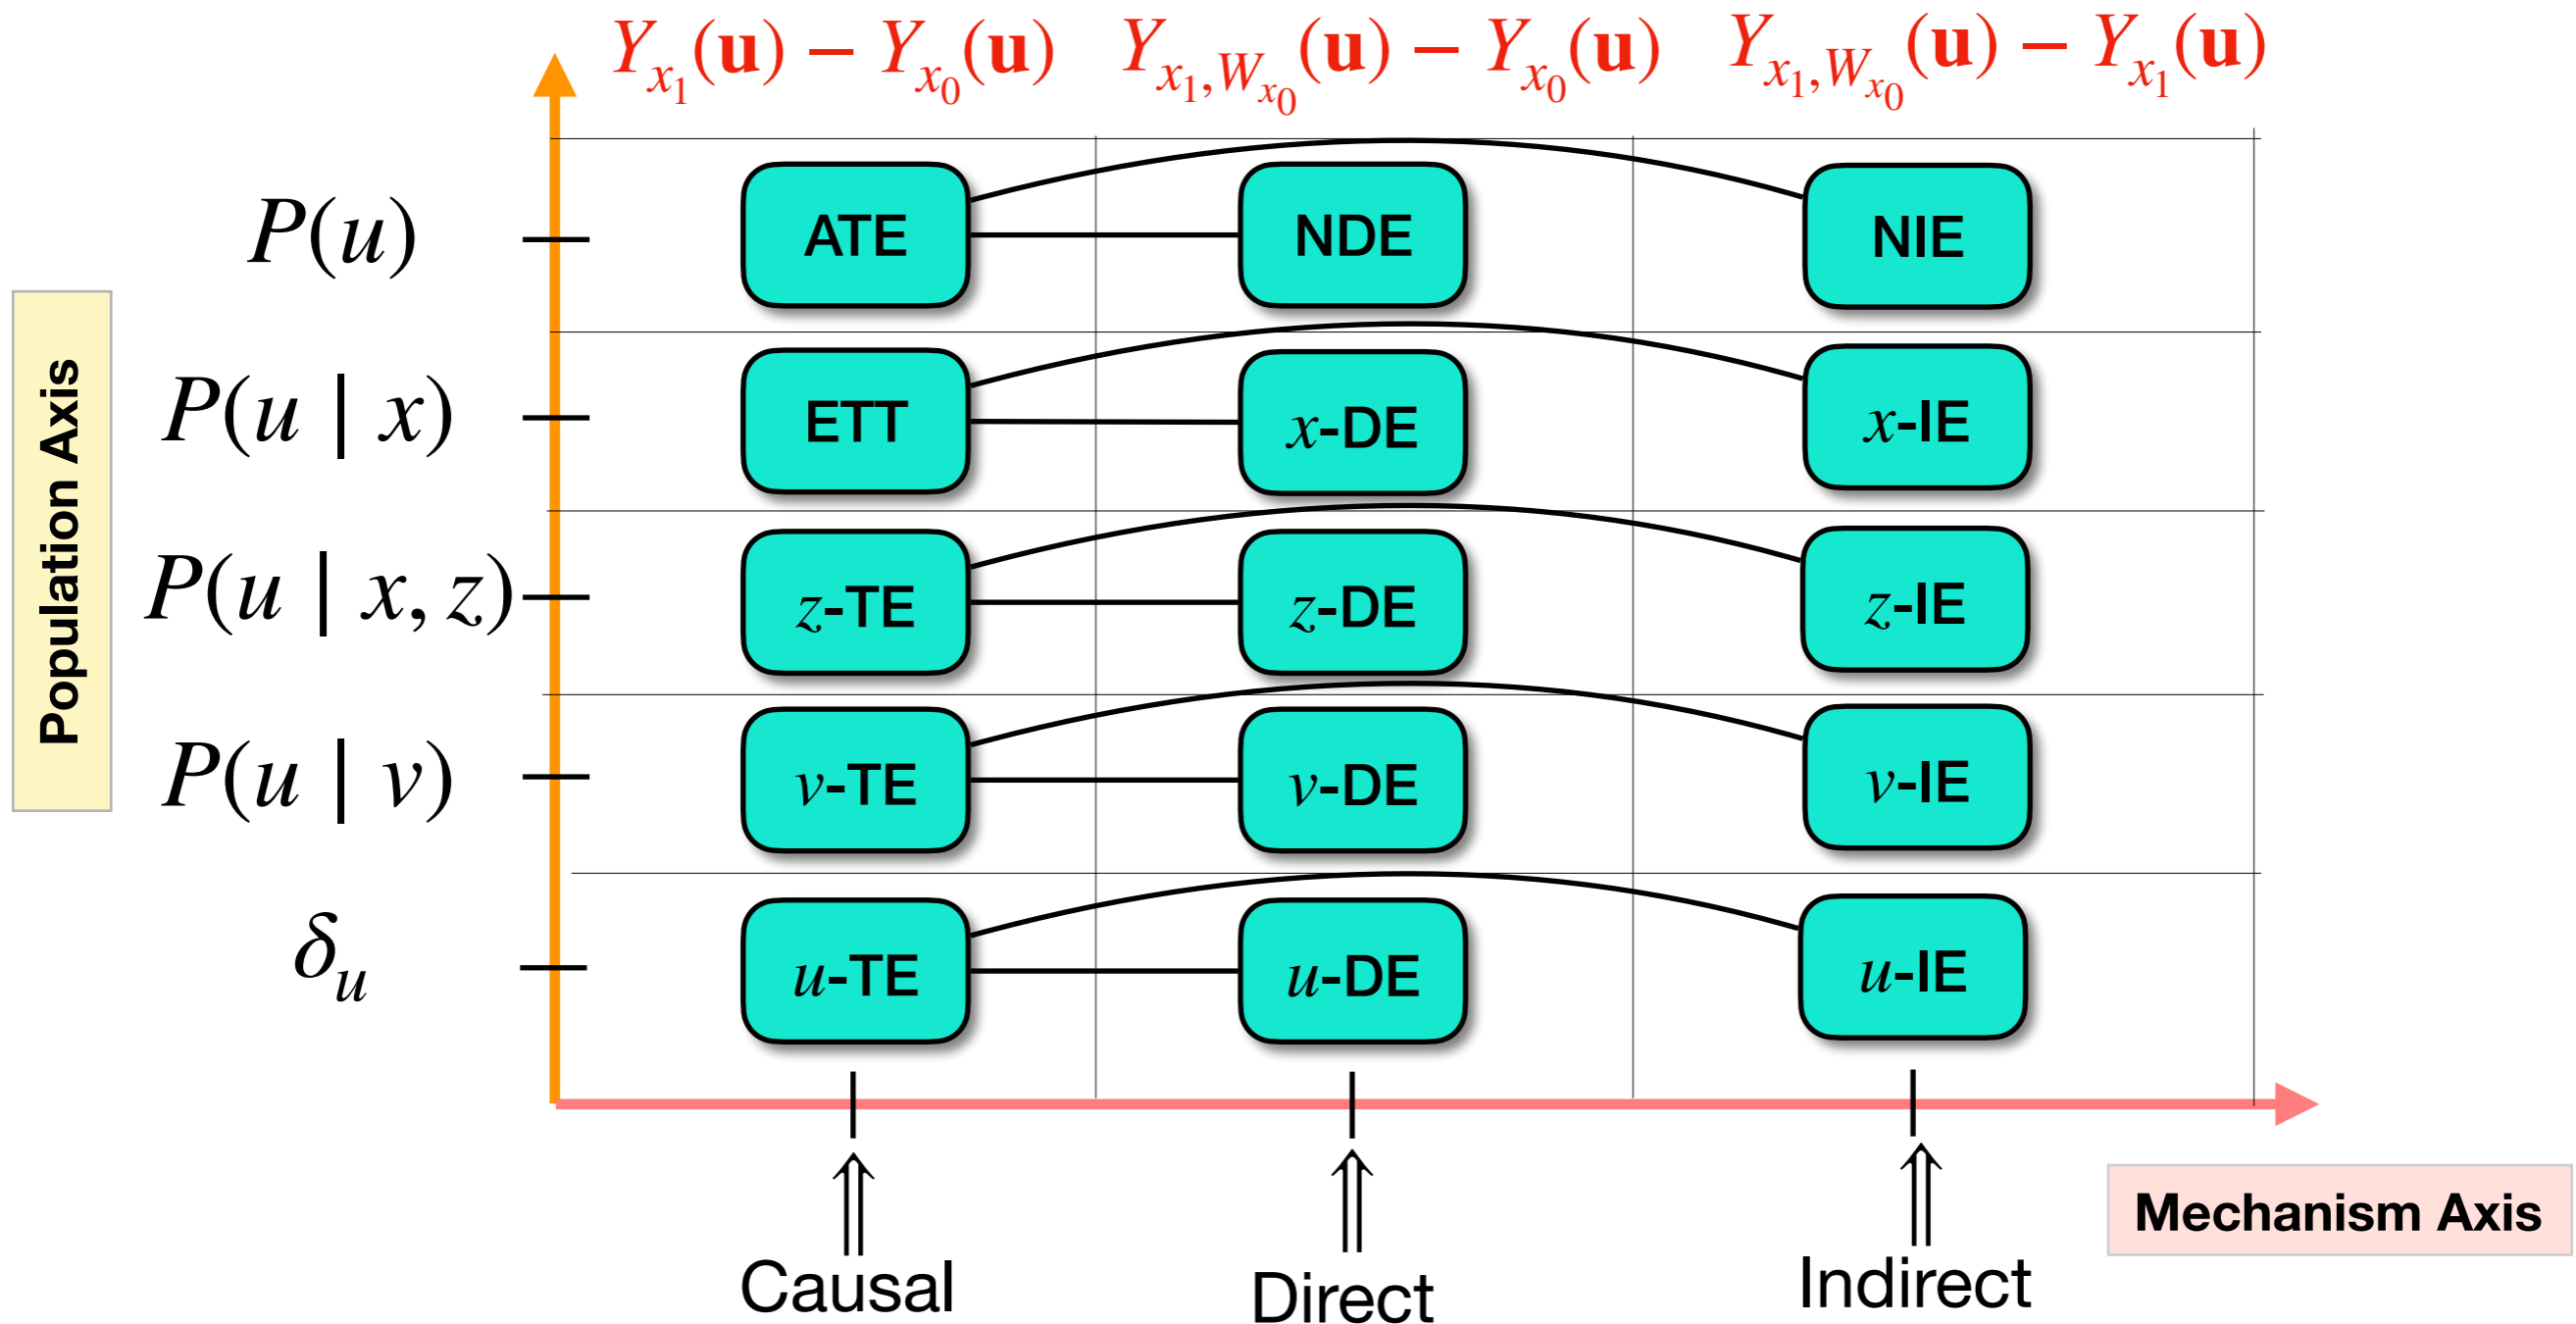 Y_{x_1}(u) − Y_{x_0}(u) Y_{x_1, W_{x_0}}(u) − Y_{x_0}(u) Y_{x_1, W_{x_0}}(u) − Y_{x_1}(u)
P(u) ATE NDE NIE
P(u | x) ETT x-DE x-IE
P(u | x, z) z-TE z-DE z-IE
P(u | v) v-TE v-DE v-IE
δ_u u-TE u-DE u-IE
Population Axis
Mechanism Axis
Causal Direct Indirect